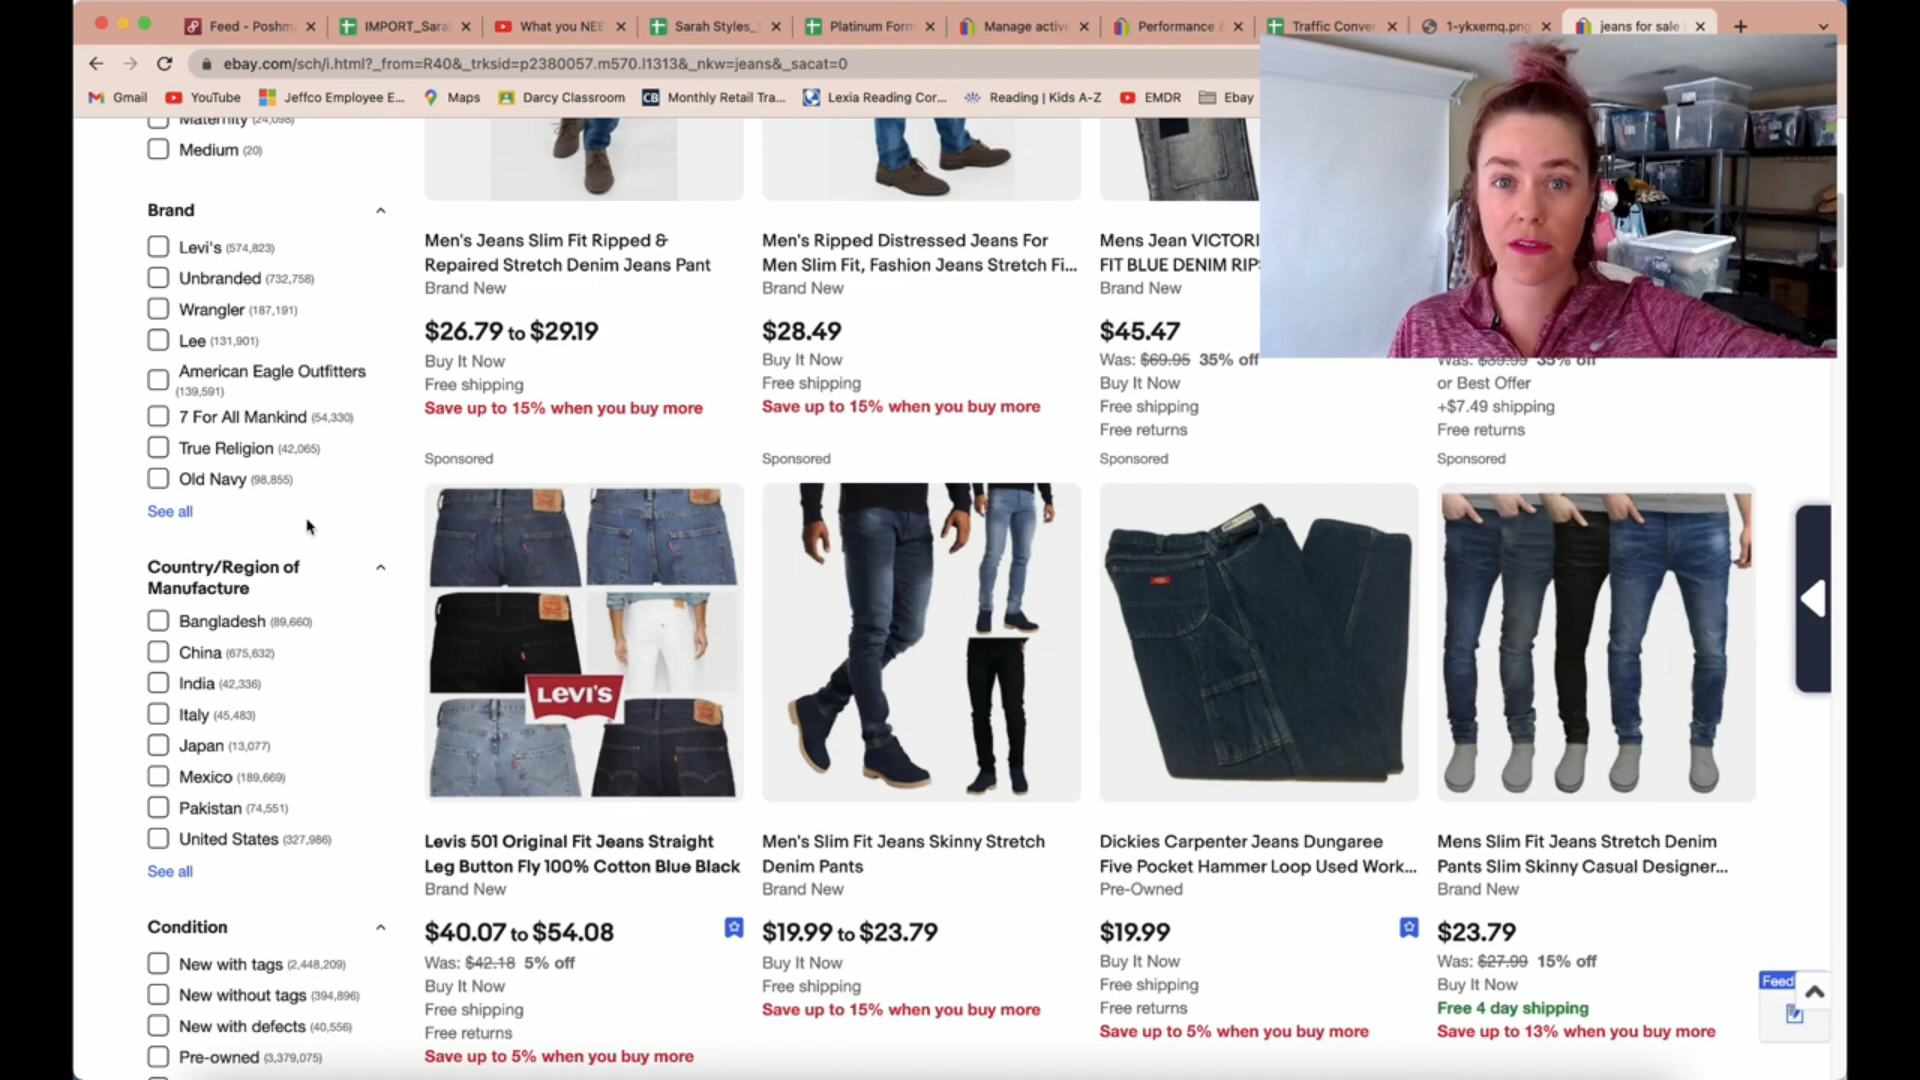 Feed - Poshm
IMPORT_Sara
What you NEE
Sarah Styles_
Platinum Form
Manage active
Performance &
Traffic Conver
1-ykxemq.png
jeans for sale
ebay.com/sch/i.html?_from=R40&_trksid=p2380057.m570.l1313&_nkw=jeans&_sacat=0
Gmail
YouTube
Jeffco Employee E...
Maps
Darcy Classroom
CB
Monthly Retail Tra...
Lexia Reading Cor...
Reading | Kids A-Z
EMDR
Ebay
Maternity (24,098)
Medium (20)
Brand
Levi's (574,823)
Unbranded (732,758)
Wrangler (187,191)
Lee (131,901)
American Eagle Outfitters
(139,591)
7 For All Mankind (54,330)
True Religion (42,065)
Old Navy (98,855)
See all
Country/Region of
Manufacture
Bangladesh (89,660)
China (675,632)
India (42,336)
Italy (45,483)
Japan (13,077)
Mexico (189,669)
Pakistan (74,551)
United States (327,986)
See all
Condition
New with tags (2,448,209)
New without tags (394,896)
New with defects (40,556)
Pre-owned (3,379,075)
Men's Jeans Slim Fit Ripped &
Repaired Stretch Denim Jeans Pant
Brand New
$26.79 to $29.19
Buy It Now
Free shipping
Save up to 15% when you buy more
Sponsored
Men's Ripped Distressed Jeans For
Men Slim Fit, Fashion Jeans Stretch Fi...
Brand New
$28.49
Buy It Now
Free shipping
Save up to 15% when you buy more
Sponsored
Mens Jean VICTORI
FIT BLUE DENIM RIP
Brand New
$45.47
Was: $69.95 35% off
Buy It Now
Free shipping
Free returns
Sponsored
Was: $39.99 35% off
or Best Offer
+$7.49 shipping
Free returns
Sponsored
LEVI'S
Levis 501 Original Fit Jeans Straight
Leg Button Fly 100% Cotton Blue Black
Brand New
$40.07 to $54.08
Was: $42.18 5% off
Buy It Now
Free shipping
Free returns
Save up to 5% when you buy more
Men's Slim Fit Jeans Skinny Stretch
Denim Pants
Brand New
$19.99 to $23.79
Buy It Now
Free shipping
Save up to 15% when you buy more
Dickies Carpenter Jeans Dungaree
Five Pocket Hammer Loop Used Work...
Pre-Owned
$19.99
Buy It Now
Free shipping
Free returns
Save up to 5% when you buy more
Mens Slim Fit Jeans Stretch Denim
Pants Slim Skinny Casual Designer...
Brand New
$23.79
Was: $27.99 15% off
Buy It Now
Free 4 day shipping
Save up to 13% when you buy more
Feed